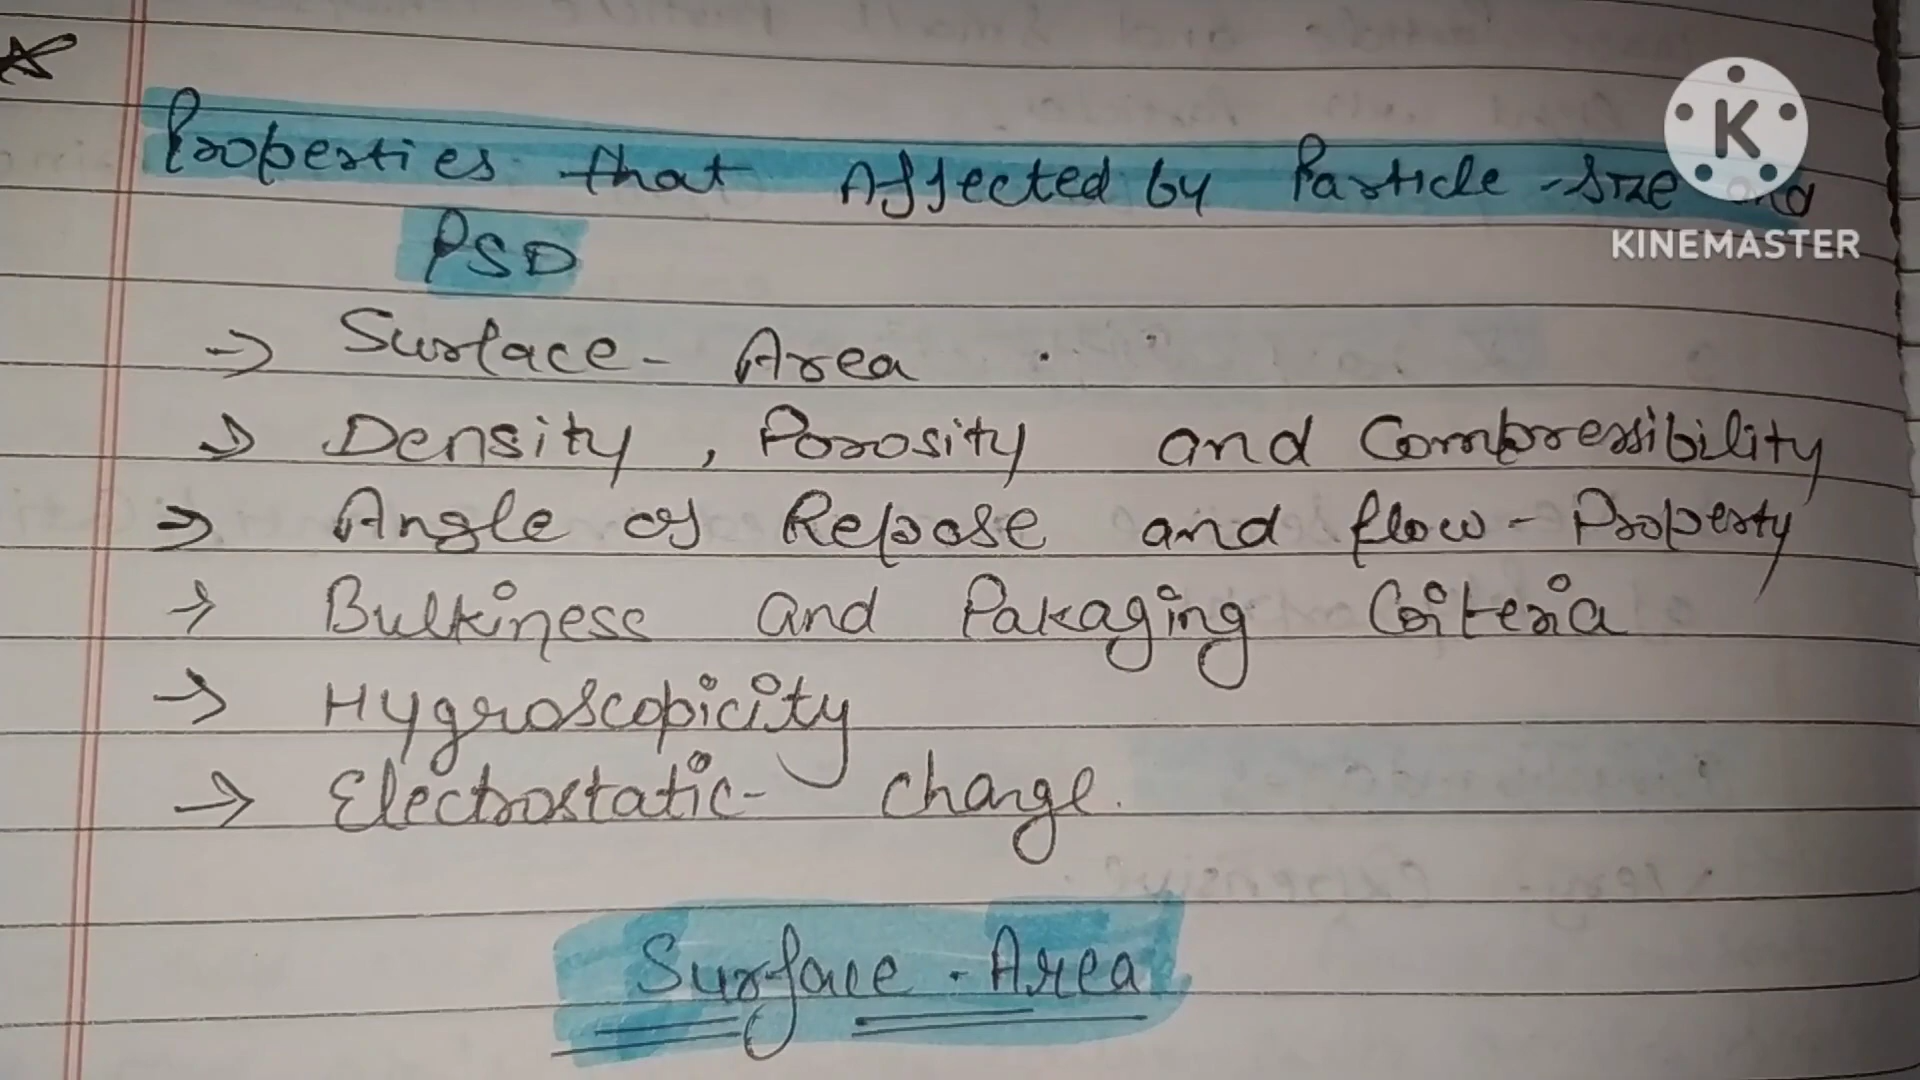 Properties that Affected by Particle-Size and
PSD
→ Surface-Area
→ Density, Porosity and Compressibility
→ Angle of Repose and flow-Property
→ Bulkiness and Pakaging Criteria
→ Hygroscopicity
→ Electrostatic-Charge.
Surface-Area
K
KINEMASTER